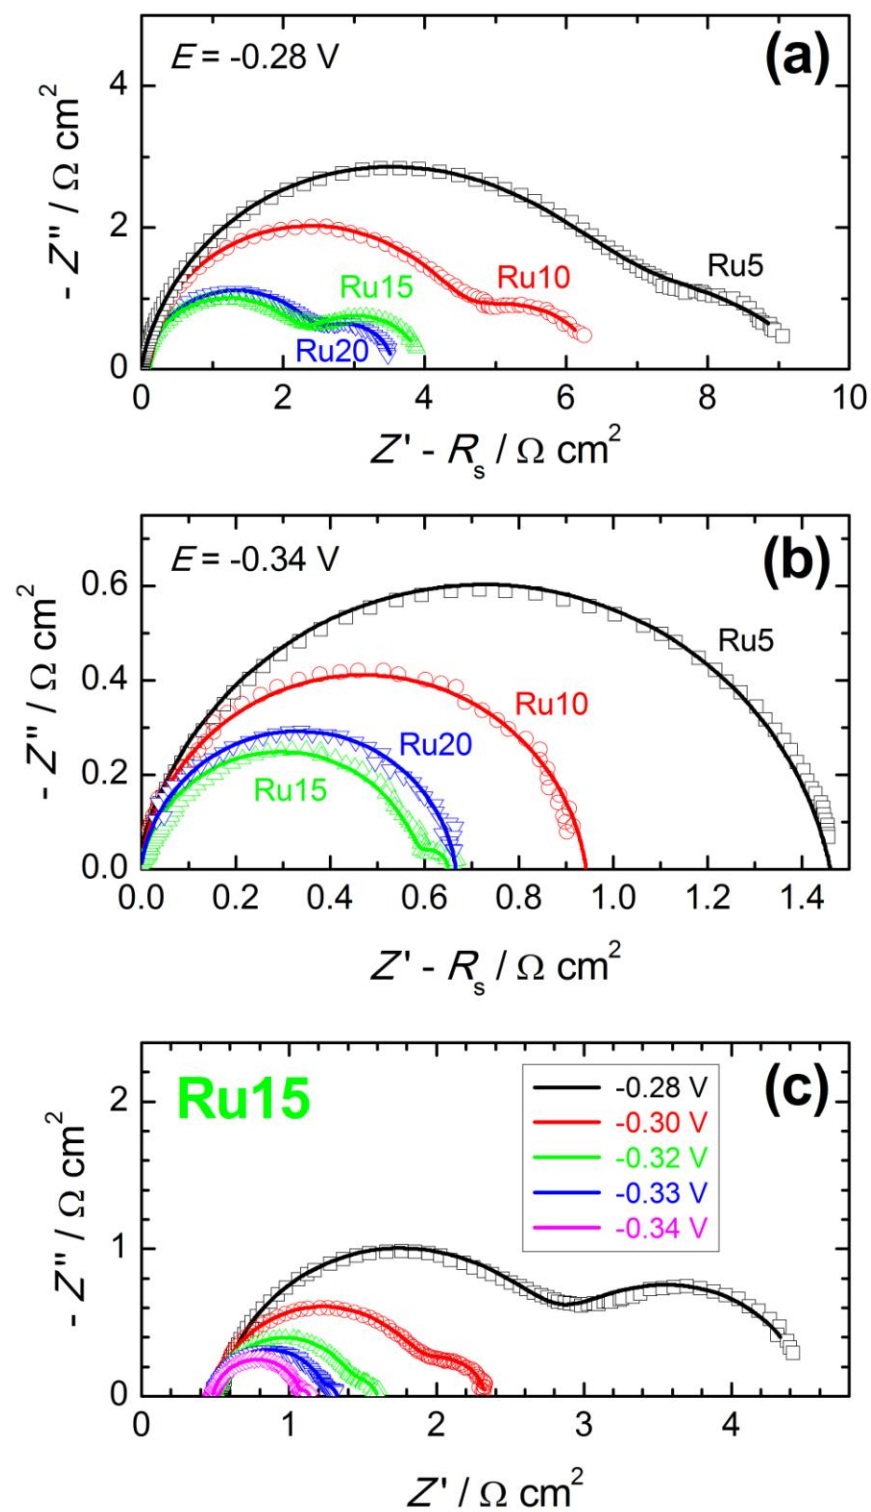 (a)
E = -0.28 V
4
2
0
- Z" / Ω cm²
Ru5
Ru10
Ru15
Ru20
0 2 4 6 8 10
Z' - Rₛ / Ω cm²
(b)
E = -0.34 V
0.6
0.4
0.2
0.0
- Z" / Ω cm²
Ru5
Ru10
Ru20
Ru15
0.0 0.2 0.4 0.6 0.8 1.0 1.2 1.4
Z' - Rₛ / Ω cm²
(c)
Ru15
-0.28 V
-0.30 V
-0.32 V
-0.33 V
-0.34 V
2
1
0
- Z" / Ω cm²
0 1 2 3 4
Z' / Ω cm²